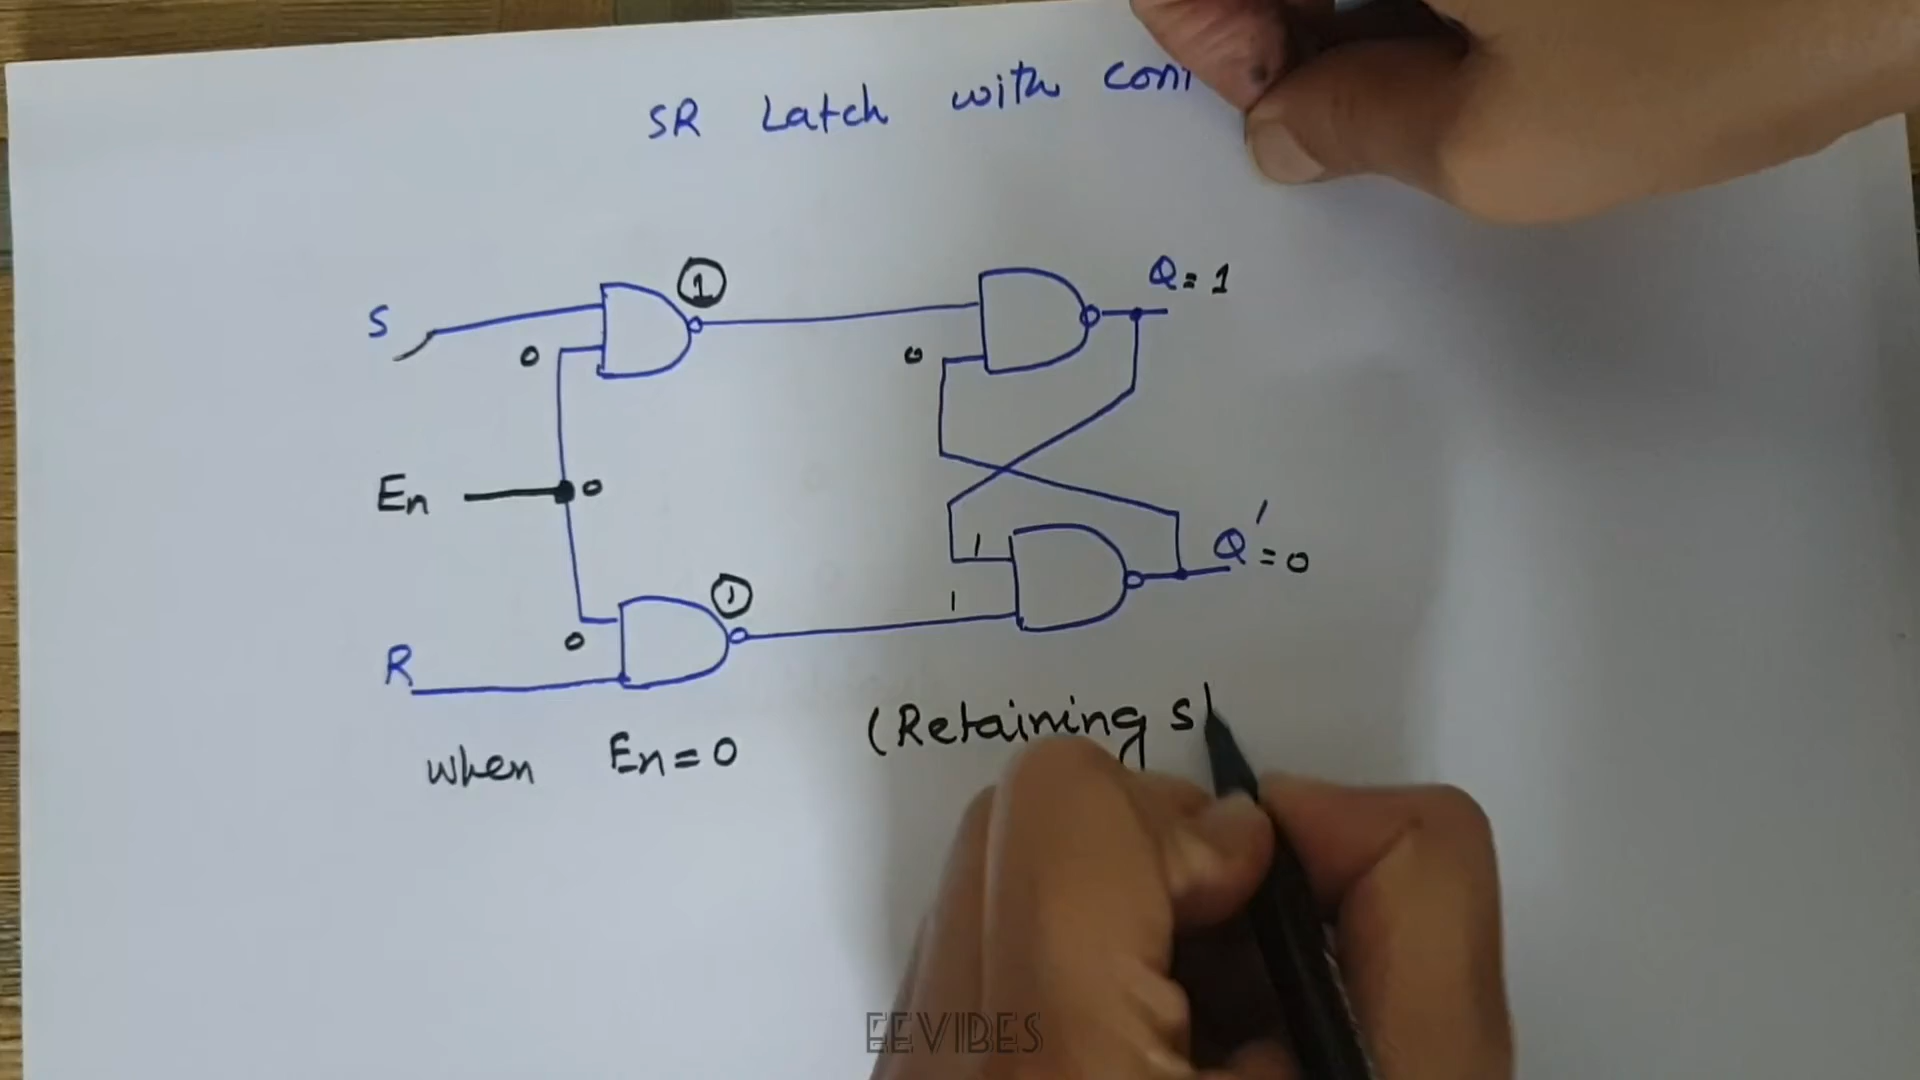 SR Latch with
S
0
1
0
Q = 1
En
0
1
Q' = 0
R
0
1
1
when En = 0
(Retaining
EEVIBES